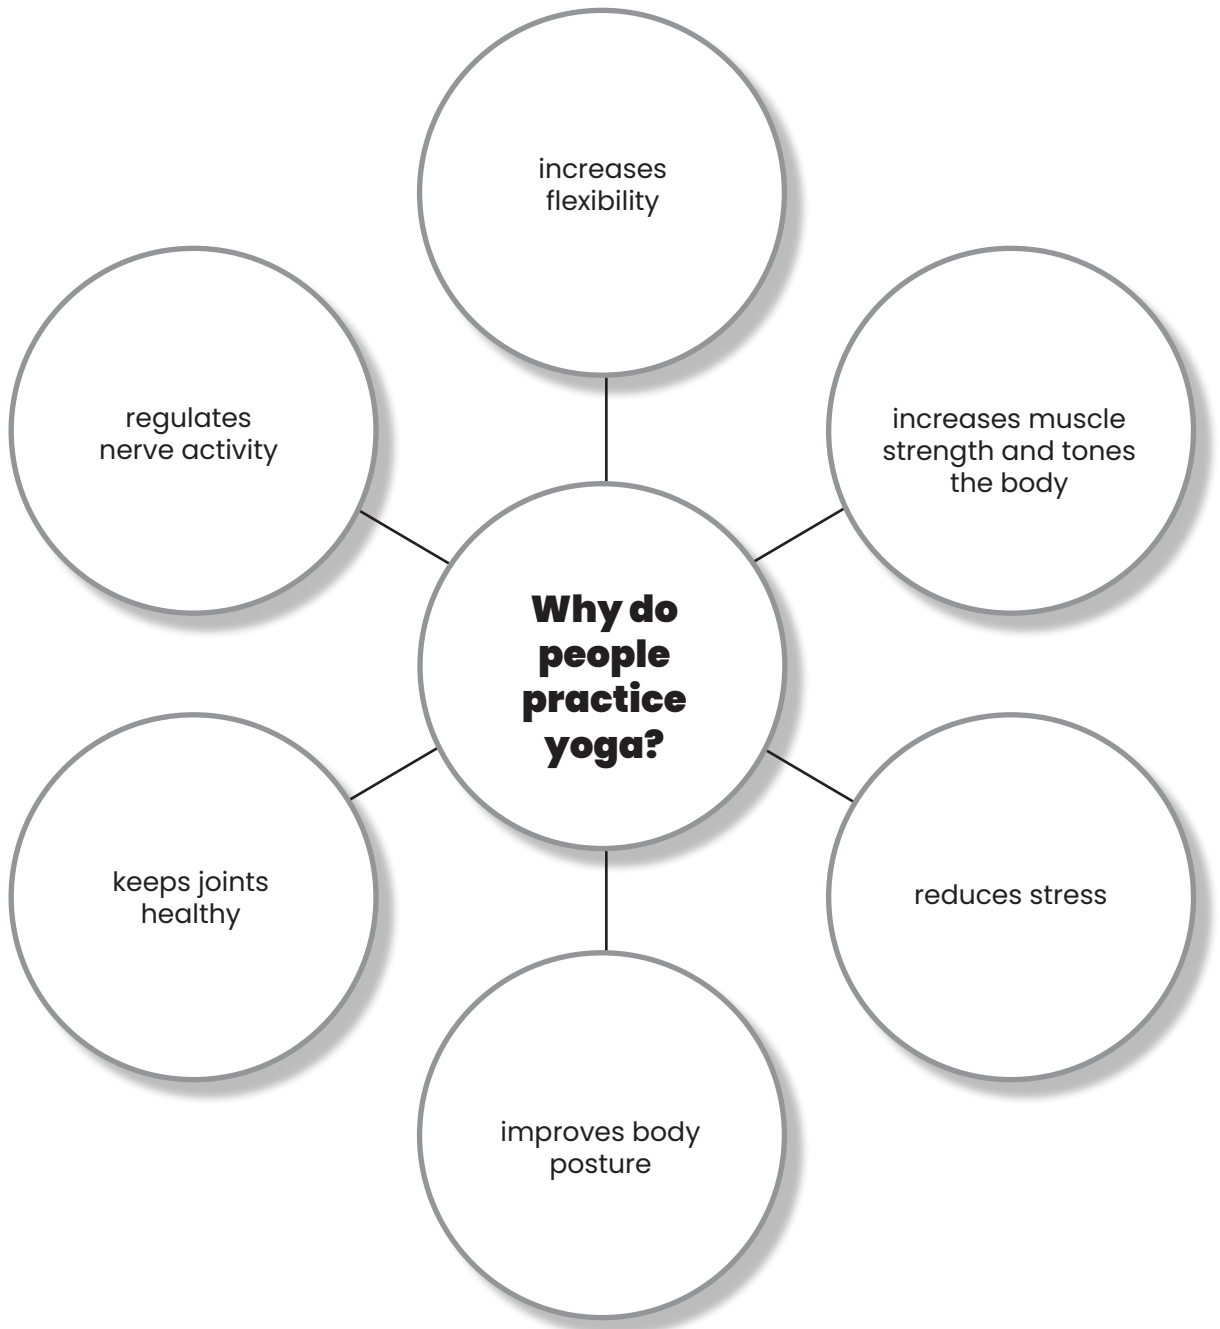 increases
flexibility
regulates
nerve activity
increases muscle
strength and tones
the body
Why do
people
practice
yoga?
keeps joints
healthy
reduces stress
improves body
posture